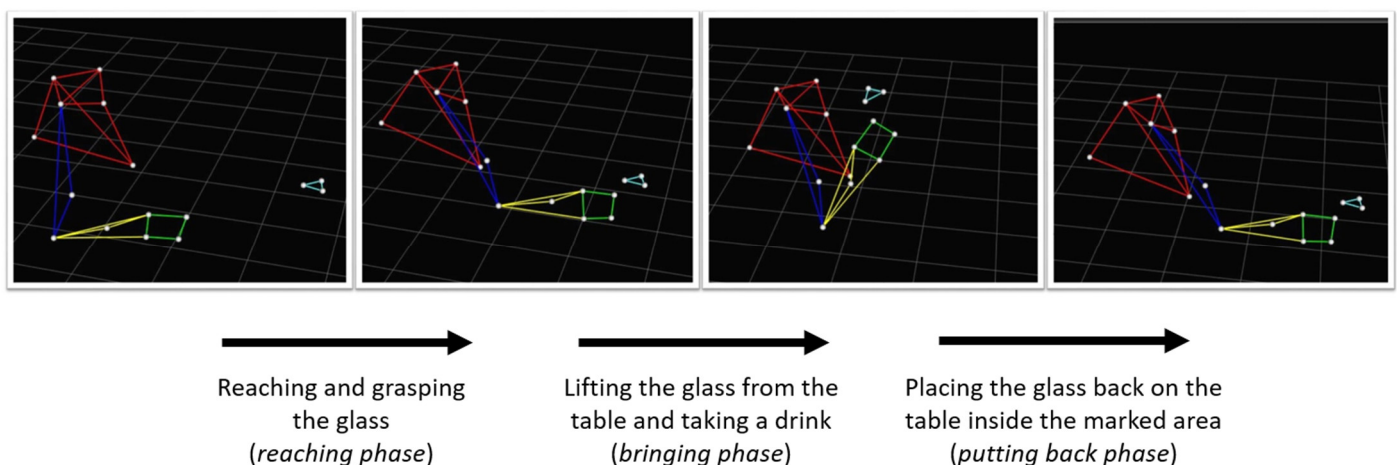 Reaching and grasping
the glass
(reaching phase)
Lifting the glass from the
table and taking a drink
(bringing phase)
Placing the glass back on the
table inside the marked area
(putting back phase)